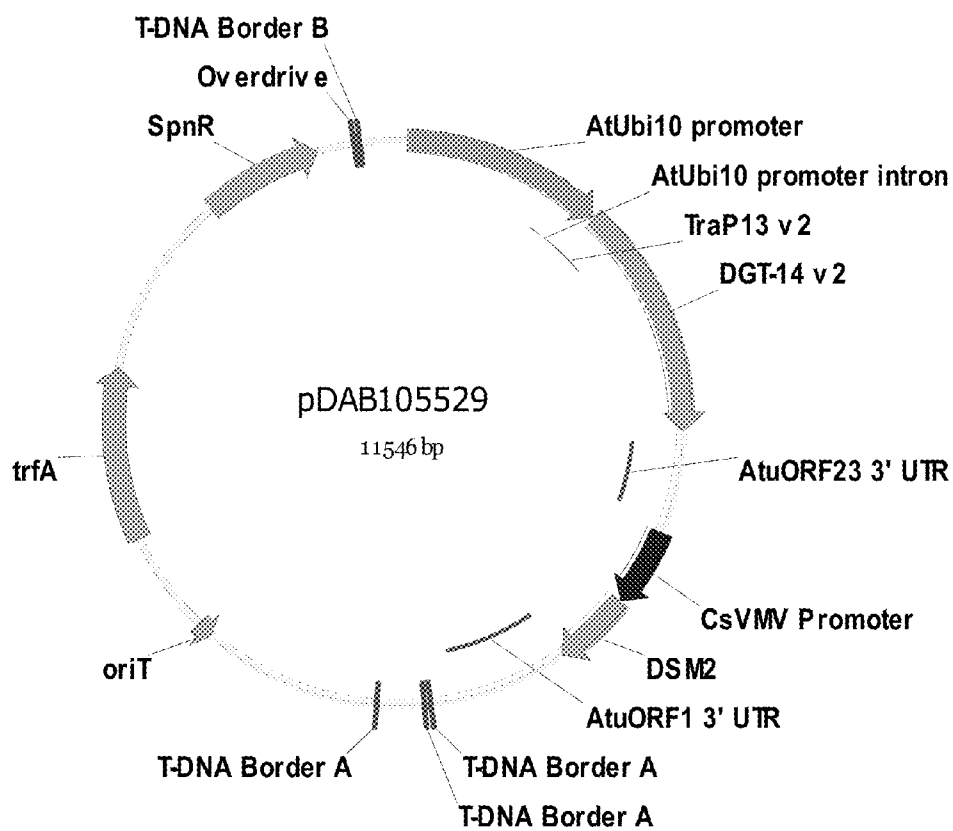 T-DNA Border B
Overdrive
SpnR
AtUbi10 promoter
AtUbi10 promoter intron
TraP13 v2
DGT-14 v2
pDAB105529
11546 bp
trfA
AtuORF23 3' UTR
CsVMV Promoter
oriT
DSM2
AtuORF1 3' UTR
T-DNA Border A
T-DNA Border A
T-DNA Border A